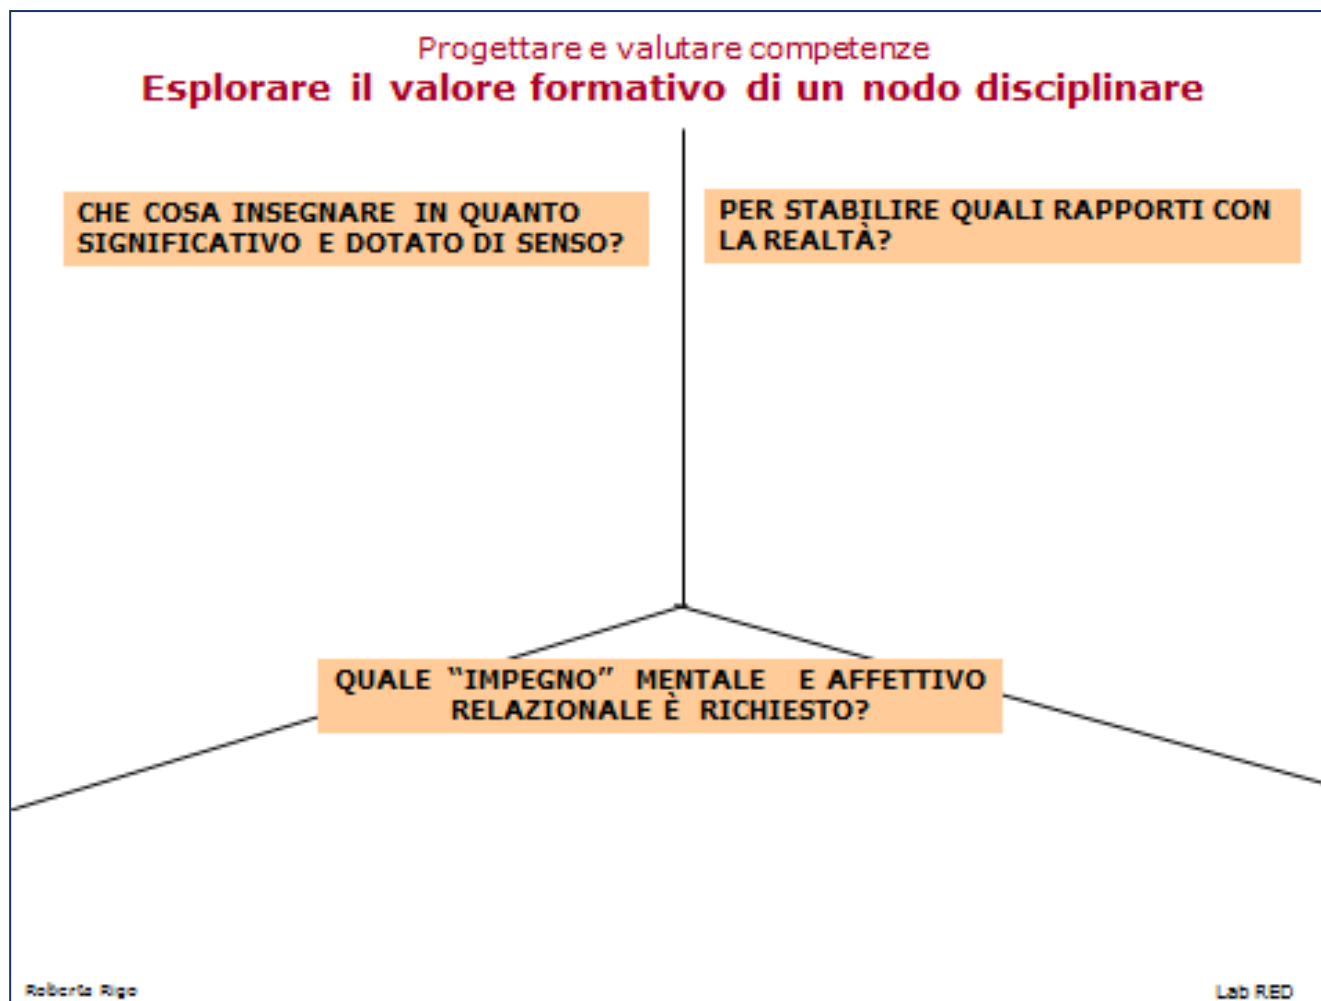 Progettare e valutare competenze
Esplorare il valore formativo di un nodo disciplinare
CHE COSA INSEGNARE IN QUANTO
SIGNIFICATIVO E DOTATO DI SENSO?
PER STABILIRE QUALI RAPPORTI CON
LA REALTÀ?
QUALE “IMPEGNO” MENTALE E AFFETTIVO
RELAZIONALE È RICHIESTO?
Roberta Rigo
Lab RED